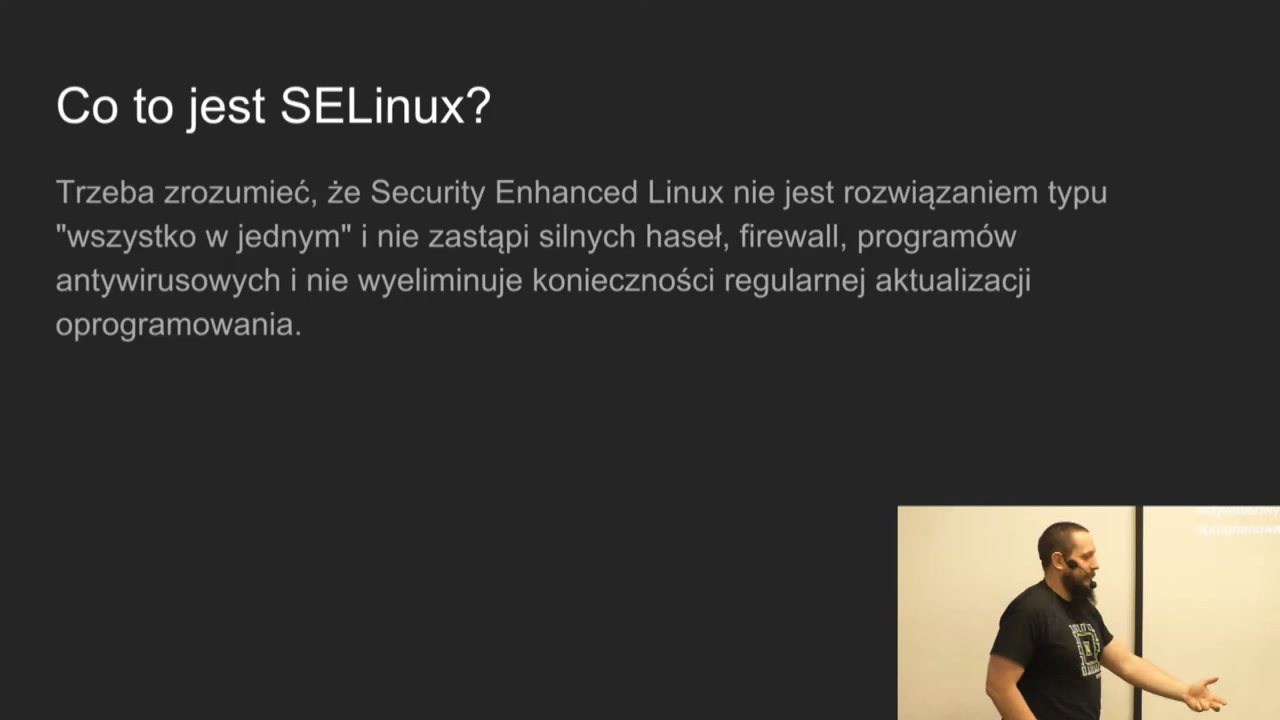 Co to jest SELinux?
Trzeba zrozumieć, że Security Enhanced Linux nie jest rozwiązaniem typu
"wszystko w jednym" i nie zastąpi silnych haseł, firewall, programów
antywirusowych i nie wyeliminuje konieczności regularnej aktualizacji
oprogramowania.